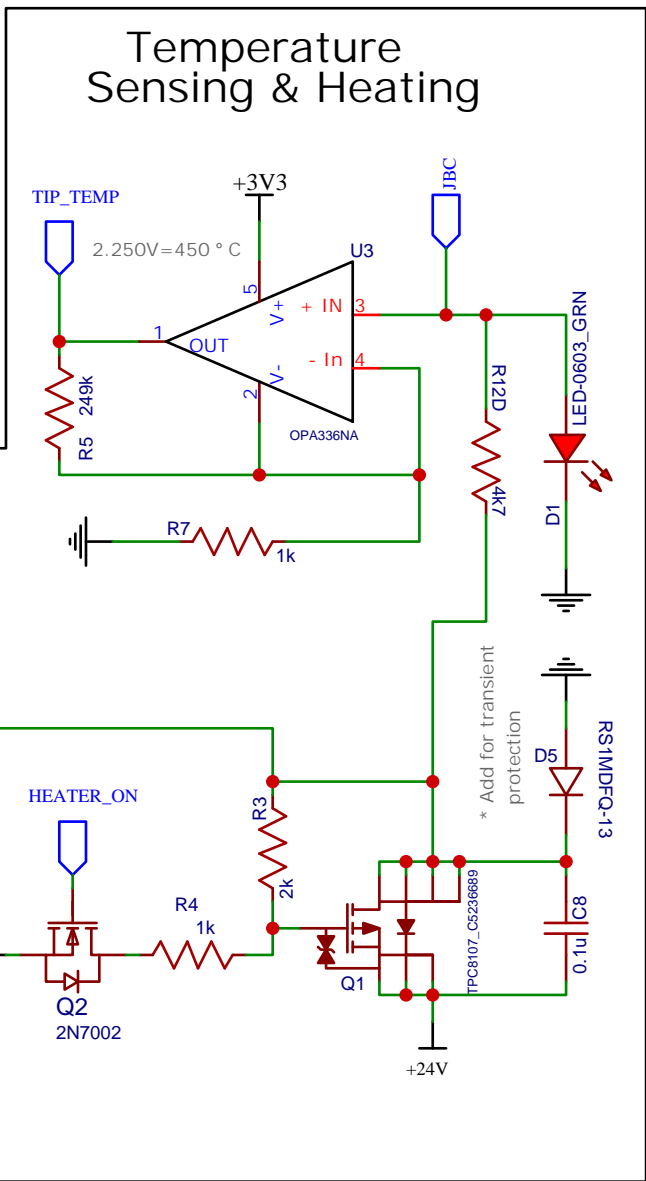 Temperature
Sensing & Heating
TIP_TEMP
+3V3
JBC
2.250V=450 ° C
U3
5
V+
+ IN
3
1
OUT
- In
4
V-
2
OPA336NA
R5
249k
R12D
4k7
LED-0603_GRN
D1
R7
1k
* Add for transient
protection
D5
RS1MDFQ-13
HEATER_ON
R3
2k
R4
1k
TPC8107_C5236689
C8
0.1u
Q1
Q2
2N7002
+24V